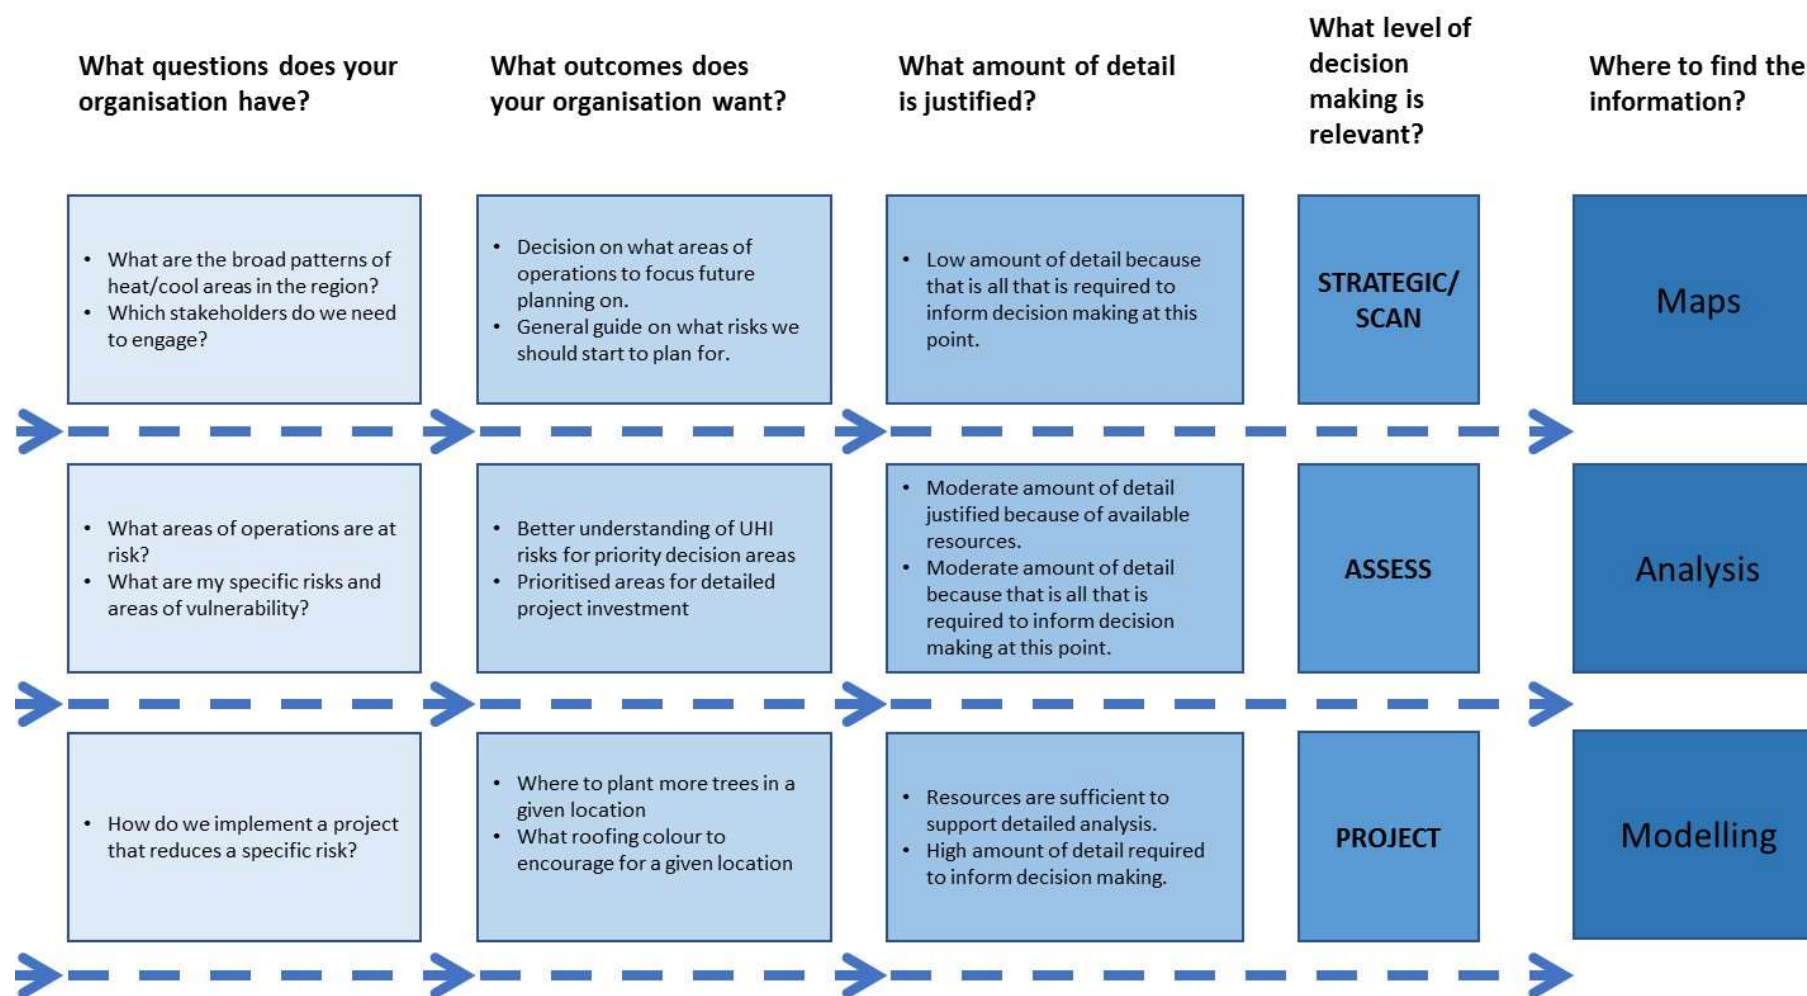 What questions does your
organisation have?
What outcomes does
your organisation want?
What amount of detail
is justified?
What level of
decision
making is
relevant?
Where to find the
information?
• What are the broad patterns of
heat/cool areas in the region?
• Which stakeholders do we need
to engage?
• Decision on what areas of
operations to focus future
planning on.
• General guide on what risks we
should start to plan for.
• Low amount of detail because
that is all that is required to
inform decision making at this
point.
STRATEGIC/
SCAN
Maps
• What areas of operations are at
risk?
• What are my specific risks and
areas of vulnerability?
• Better understanding of UHI
risks for priority decision areas
• Prioritised areas for detailed
project investment
• Moderate amount of detail
justified because of available
resources.
• Moderate amount of detail
because that is all that is
required to inform decision
making at this point.
ASSESS
Analysis
• How do we implement a project
that reduces a specific risk?
• Where to plant more trees in a
given location
• What roofing colour to
encourage for a given location
• Resources are sufficient to
support detailed analysis.
• High amount of detail required
to inform decision making.
PROJECT
Modelling